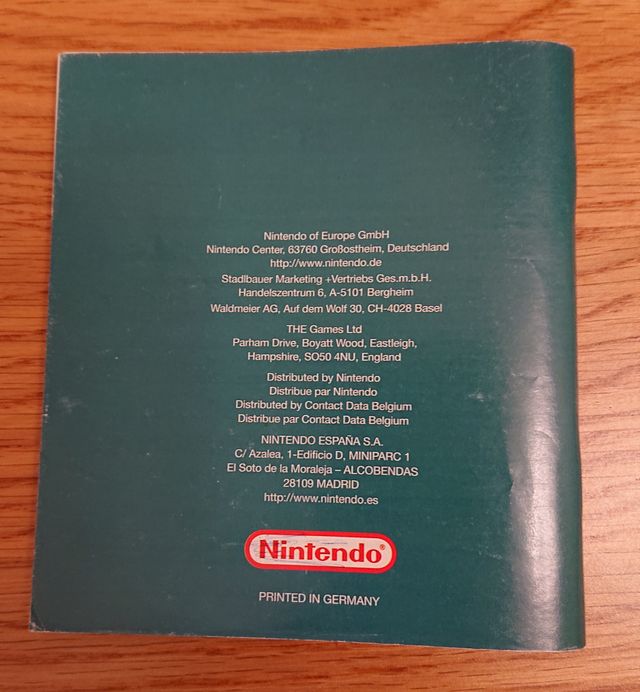 Nintendo of Europe GmbH
Nintendo Center, 63760 Großostheim, Deutschland
http://www.nintendo.de
Stadlbauer Marketing +Vertriebs Ges.m.b.H.
Handelszentrum 6, A-5101 Bergheim
Waldmeier AG, Auf dem Wolf 30, CH-4028 Basel
THE Games Ltd
Parham Drive, Boyatt Wood, Eastleigh,
Hampshire, SO50 4NU, England
Distributed by Nintendo
Distribue par Nintendo
Distributed by Contact Data Belgium
Distribue par Contact Data Belgium
NINTENDO ESPAÑA S.A.
C/ Azalea, 1-Edificio D, MINIPARC 1
El Soto de la Moraleja – ALCOBENDAS
28109 MADRID
http://www.nintendo.es
Nintendo®
PRINTED IN GERMANY